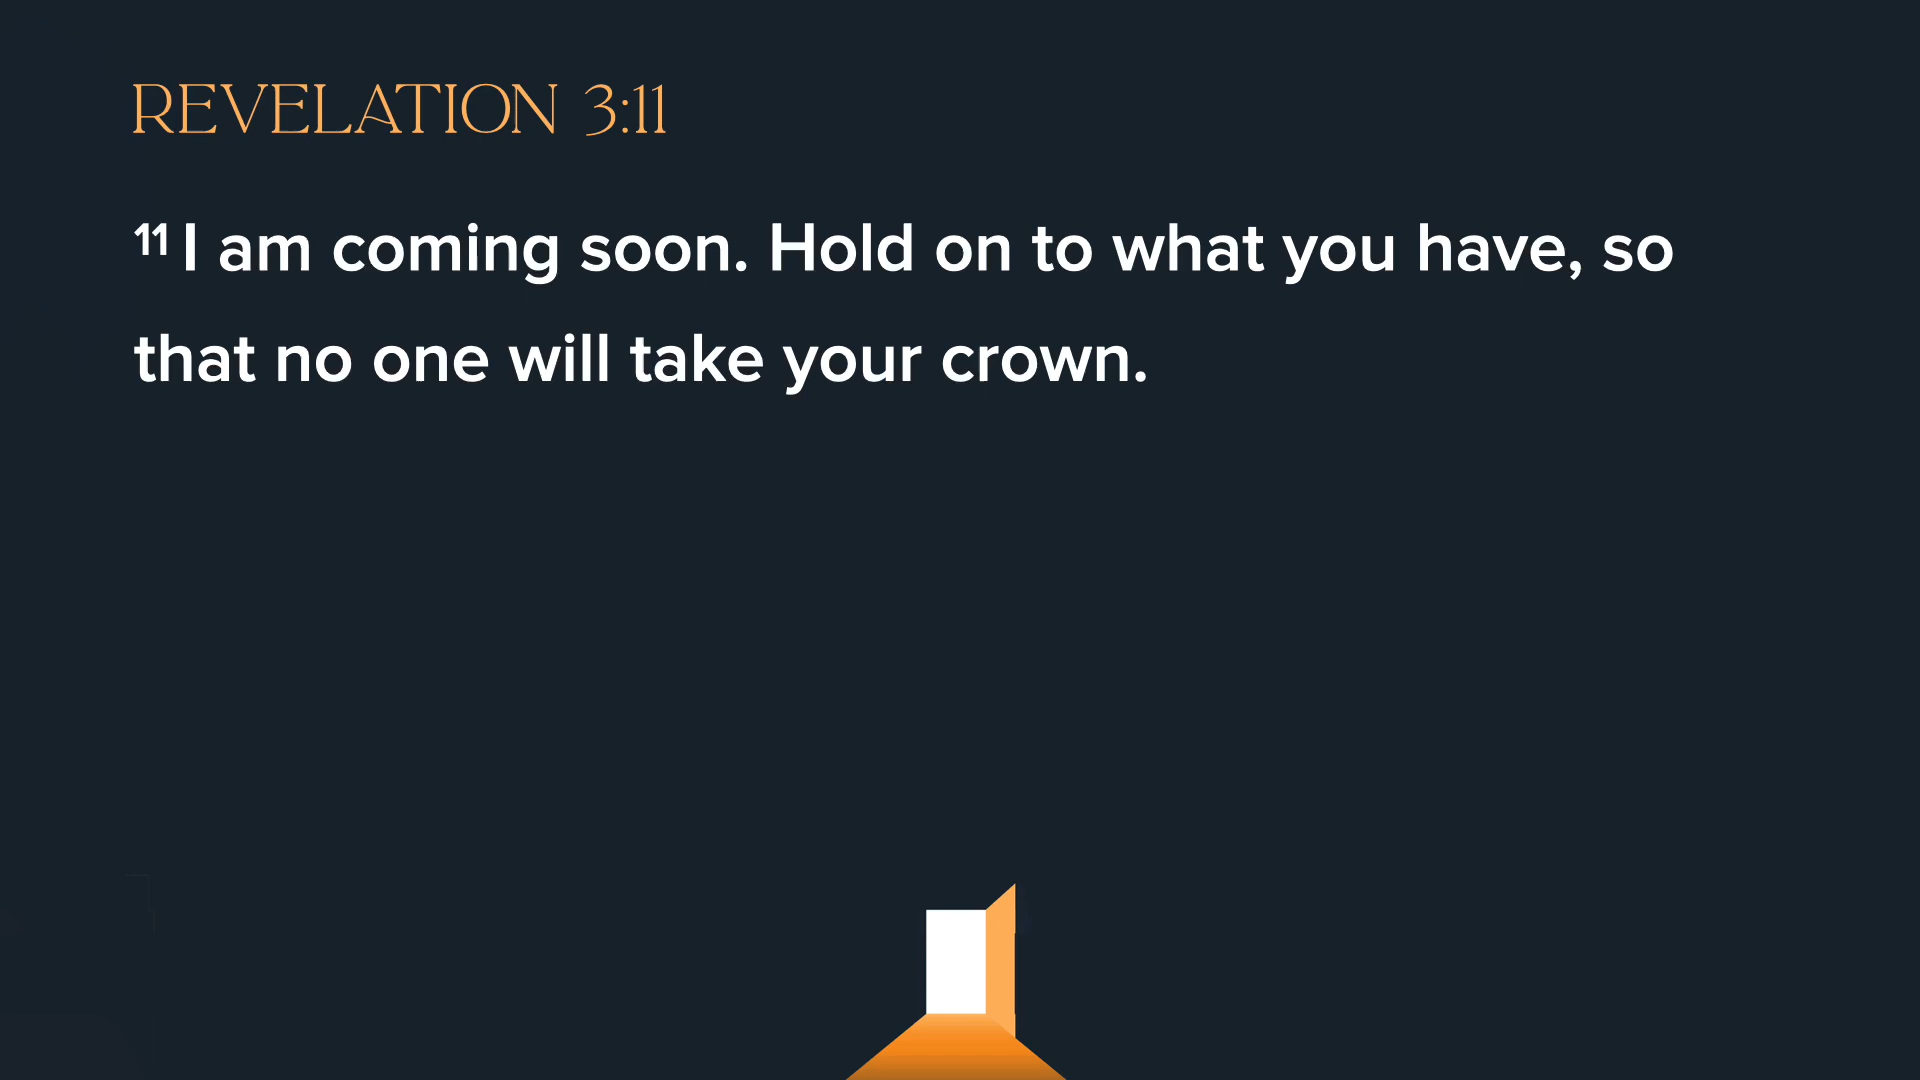 REVELATION 3:11
¹¹ I am coming soon. Hold on to what you have, so
that no one will take your crown.